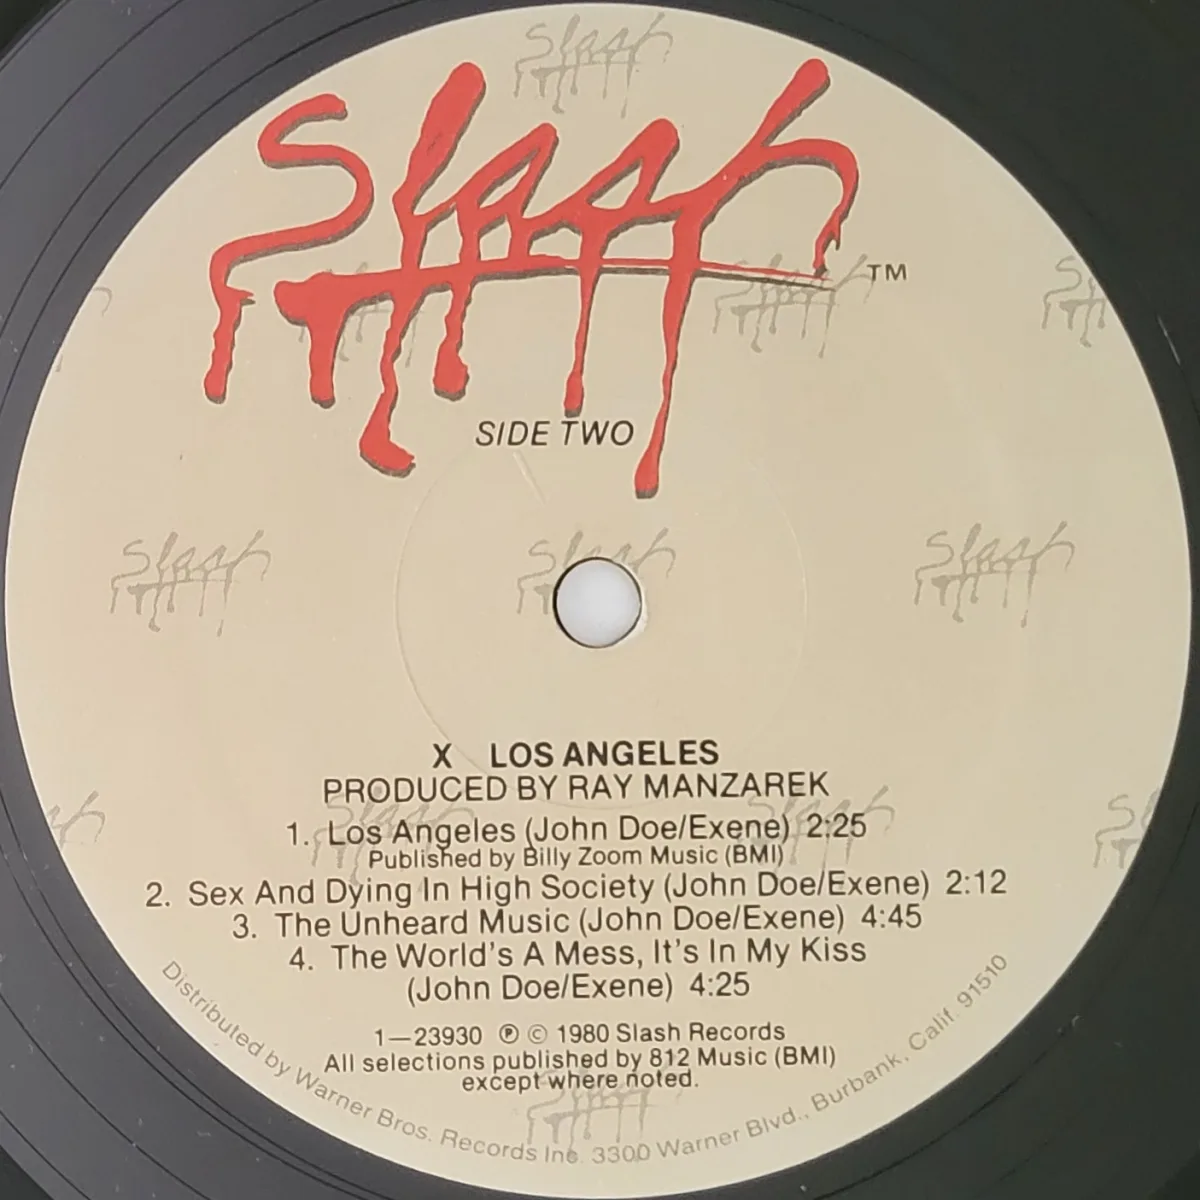 Slash
TM
SIDE TWO
X LOS ANGELES
PRODUCED BY RAY MANZAREK
1. Los Angeles (John Doe/Exene) 2:25
Published by Billy Zoom Music (BMI)
2. Sex And Dying In High Society (John Doe/Exene) 2:12
3. The Unheard Music (John Doe/Exene) 4:45
4. The World's A Mess, It's In My Kiss
(John Doe/Exene) 4:25
1—23930 Ⓟ © 1980 Slash Records
All selections published by 812 Music (BMI)
except where noted.
Distributed by Warner Bros. Records Inc. 3300 Warner Blvd., Burbank, Calif. 91510